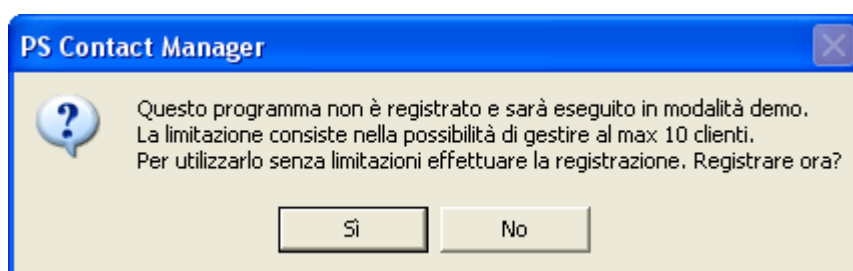 PS Contact Manager
Questo programma non è registrato e sarà eseguito in modalità demo.
La limitazione consiste nella possibilità di gestire al max 10 clienti.
Per utilizzarlo senza limitazioni effettuare la registrazione. Registrare ora?
Sì
No